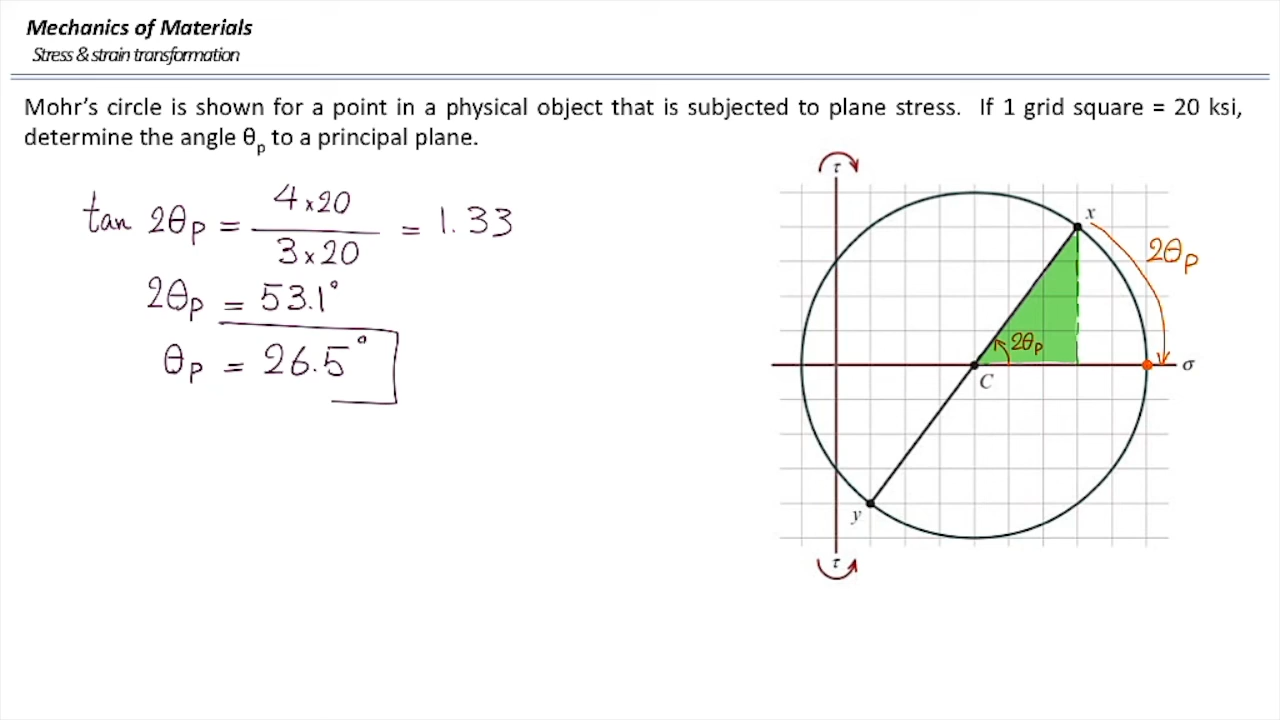 Mechanics of Materials
Stress & strain transformation
Mohr's circle is shown for a point in a physical object that is subjected to plane stress. If 1 grid square = 20 ksi,
determine the angle θp to a principal plane.
tan 2θp = 4×20 / 3×20 = 1.33
2θp = 53.1°
θp = 26.5°
τ
x
2θp
2θp
σ
C
y
τ